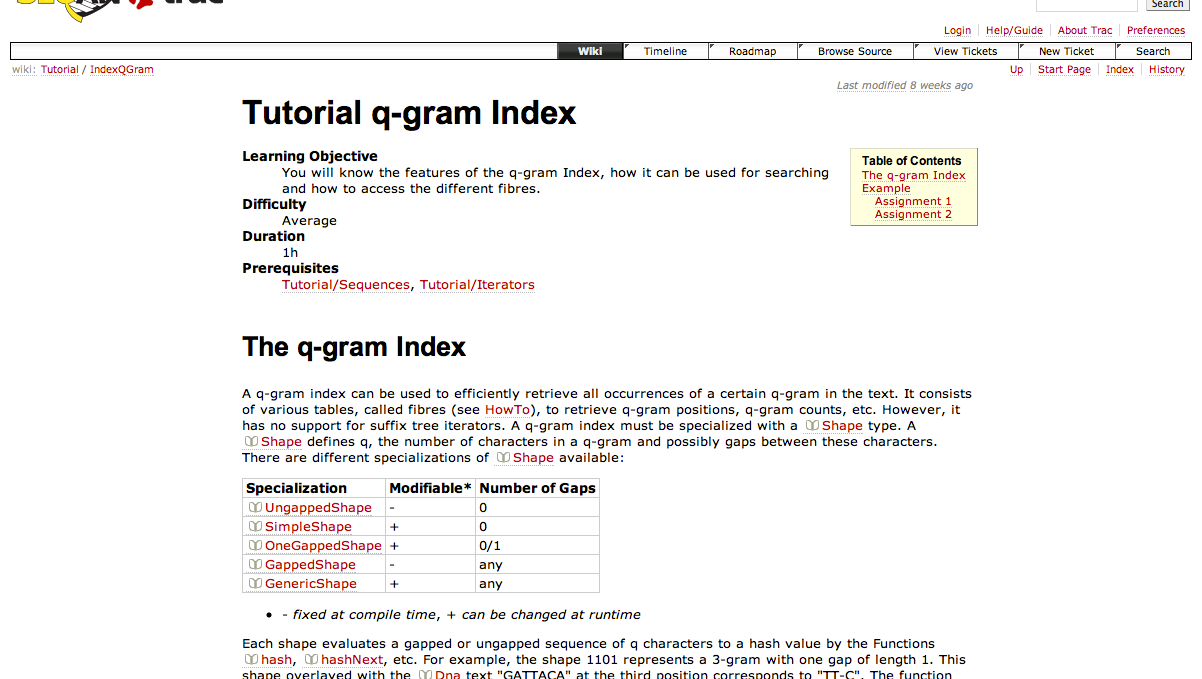 trac
Search
Login Help/Guide About Trac Preferences
Wiki Timeline Roadmap Browse Source View Tickets New Ticket Search
wiki: Tutorial / IndexQGram
Up Start Page Index History
Last modified 8 weeks ago
Tutorial q-gram Index
Learning Objective
You will know the features of the q-gram Index, how it can be used for searching
and how to access the different fibres.
Difficulty
Average
Duration
1h
Prerequisites
Tutorial/Sequences, Tutorial/Iterators
Table of Contents
The q-gram Index
Example
Assignment 1
Assignment 2
The q-gram Index
A q-gram index can be used to efficiently retrieve all occurrences of a certain q-gram in the text. It consists
of various tables, called fibres (see HowTo), to retrieve q-gram positions, q-gram counts, etc. However, it
has no support for suffix tree iterators. A q-gram index must be specialized with a Shape type. A
Shape defines q, the number of characters in a q-gram and possibly gaps between these characters.
There are different specializations of Shape available:
Specialization Modifiable* Number of Gaps
UngappedShape - 0
SimpleShape + 0
OneGappedShape + 0/1
GappedShape - any
GenericShape + any
• - fixed at compile time, + can be changed at runtime
Each shape evaluates a gapped or ungapped sequence of q characters to a hash value by the Functions
hash, hashNext, etc. For example, the shape 1101 represents a 3-gram with one gap of length 1. This
shape overlayed with the Dna text "GATTACA" at the third position corresponds to "TT-C". The function